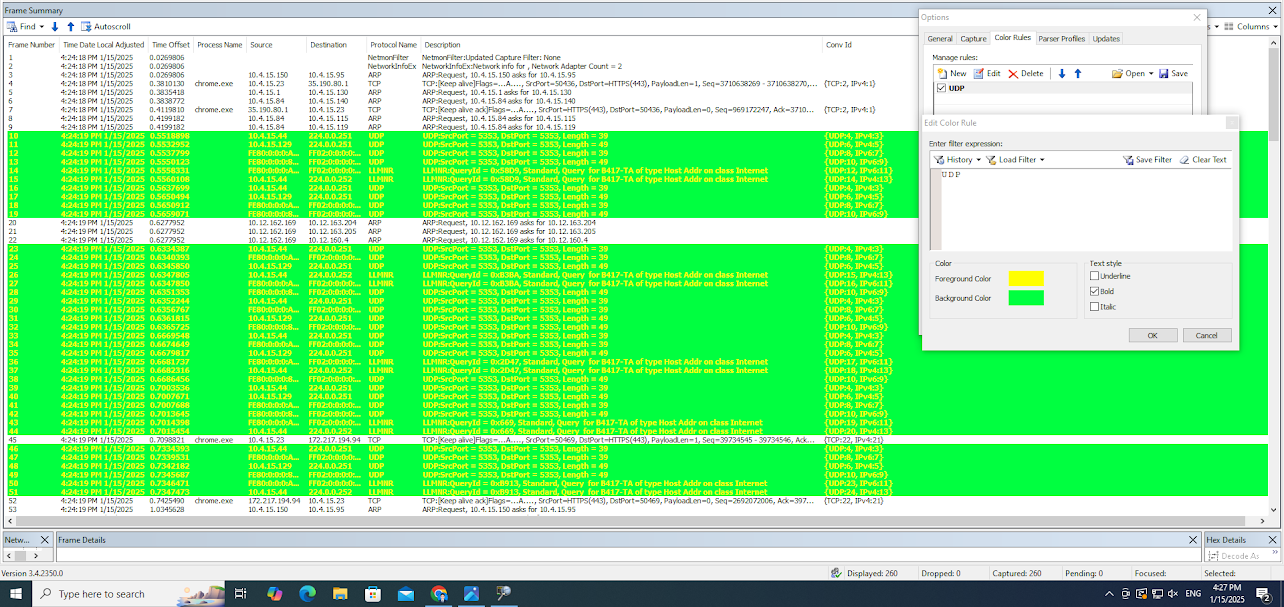 Frame Summary
Find Autoscroll
Columns
Frame Number Time Date Local Adjusted Time Offset Process Name Source Destination Protocol Name Description Conv Id
1 4:24:18 PM 1/15/2025 0.0269806 NetmonFilter NetmonFilter:Updated Capture Filter: None
2 4:24:18 PM 1/15/2025 0.0269806 NetworkInfoEx NetworkInfoEx:Network info for , Network Adapter Count = 2
3 4:24:18 PM 1/15/2025 0.0269806 10.4.15.150 10.4.15.95 ARP ARP:Request, 10.4.15.150 asks for 10.4.15.95
4 4:24:18 PM 1/15/2025 0.3810130 chrome.exe 10.4.15.23 35.190.80.1 TCP TCP:[Keep alive]Flags=...A...., SrcPort=50436, DstPort=HTTPS(443), PayloadLen=1, Seq=3710638269 - 3710638270,... {TCP:2, IPv4:1}
5 4:24:18 PM 1/15/2025 0.3835418 10.4.15.1 10.4.15.130 ARP ARP:Request, 10.4.15.1 asks for 10.4.15.130
6 4:24:18 PM 1/15/2025 0.3838772 10.4.15.84 10.4.15.140 ARP ARP:Request, 10.4.15.84 asks for 10.4.15.140
7 4:24:18 PM 1/15/2025 0.4119810 chrome.exe 35.190.80.1 10.4.15.23 TCP TCP:[Keep alive ack]Flags=...A...., SrcPort=HTTPS(443), DstPort=50436, PayloadLen=0, Seq=969172247, Ack=3710... {TCP:2, IPv4:1}
8 4:24:18 PM 1/15/2025 0.4199182 10.4.15.84 10.4.15.115 ARP ARP:Request, 10.4.15.84 asks for 10.4.15.115
9 4:24:18 PM 1/15/2025 0.4199182 10.4.15.84 10.4.15.119 ARP ARP:Request, 10.4.15.84 asks for 10.4.15.119
10 4:24:19 PM 1/15/2025 10.4.15.44 224.0.0.251 UDP UDP:SrcPort = 5353, DstPort = 5353, Length = 39 {UDP:4, IPv4:3}
11 4:24:19 PM 1/15/2025 0.5532952 10.4.15.129 224.0.0.251 UDP UDP:SrcPort = 5353, DstPort = 5353, Length = 49 {UDP:6, IPv4:5}
12 4:24:19 PM 1/15/2025 0.5537799 FE80:0:0:0:A... FF02:0:0:0:0:... UDP UDP:SrcPort = 5353, DstPort = 5353, Length = 39 {UDP:8, IPv6:7}
13 4:24:19 PM 1/15/2025 0.5550123 FE80:0:0:0:8... FF02:0:0:0:0:... UDP UDP:SrcPort = 5353, DstPort = 5353, Length = 49 {UDP:10, IPv6:9}
14 4:24:19 PM 1/15/2025 0.5558331 FE80:0:0:0:A... FF02:0:0:0:0:... LLMNR LLMNR:QueryId = 0x58D9, Standard, Query for B417-TA of type Host Addr on class Internet {UDP:12, IPv6:11}
15 4:24:19 PM 1/15/2025 0.5560108 10.4.15.44 224.0.0.252 LLMNR LLMNR:QueryId = 0x58D9, Standard, Query for B417-TA of type Host Addr on class Internet {UDP:14, IPv4:13}
16 4:24:19 PM 1/15/2025 0.5637699 10.4.15.44 224.0.0.251 UDP UDP:SrcPort = 5353, DstPort = 5353, Length = 39 {UDP:4, IPv4:3}
17 4:24:19 PM 1/15/2025 0.5650494 10.4.15.129 224.0.0.251 UDP UDP:SrcPort = 5353, DstPort = 5353, Length = 49 {UDP:6, IPv4:5}
18 4:24:19 PM 1/15/2025 0.5650912 FE80:0:0:0:A... FF02:0:0:0:0:... UDP UDP:SrcPort = 5353, DstPort = 5353, Length = 39 {UDP:8, IPv6:7}
19 4:24:19 PM 1/15/2025 0.5659071 FE80:0:0:0:8... FF02:0:0:0:0:... UDP UDP:SrcPort = 5353, DstPort = 5353, Length = 49 {UDP:10, IPv6:9}
20 4:24:19 PM 1/15/2025 0.6277952 10.12.162.169 10.12.163.204 ARP ARP:Request, 10.12.162.169 asks for 10.12.163.204
21 4:24:19 PM 1/15/2025 0.6277952 10.12.162.169 10.12.163.205 ARP ARP:Request, 10.12.162.169 asks for 10.12.163.205
22 4:24:19 PM 1/15/2025 0.6277952 10.12.162.169 10.12.160.4 ARP ARP:Request, 10.12.162.169 asks for 10.12.160.4
23 4:24:19 PM 1/15/2025 0.6334387 10.4.15.44 224.0.0.251 UDP UDP:SrcPort = 5353, DstPort = 5353, Length = 39 {UDP:4, IPv4:3}
24 4:24:19 PM 1/15/2025 0.6340393 FE80:0:0:0:A... FF02:0:0:0:0:... UDP UDP:SrcPort = 5353, DstPort = 5353, Length = 39 {UDP:8, IPv6:7}
25 4:24:19 PM 1/15/2025 0.6345850 10.4.15.129 224.0.0.251 UDP UDP:SrcPort = 5353, DstPort = 5353, Length = 49 {UDP:6, IPv4:5}
26 4:24:19 PM 1/15/2025 0.6347805 10.4.15.44 224.0.0.252 LLMNR LLMNR:QueryId = 0xB3BA, Standard, Query for B417-TA of type Host Addr on class Internet {UDP:15, IPv4:13}
27 4:24:19 PM 1/15/2025 0.6347850 FE80:0:0:0:A... FF02:0:0:0:0:... LLMNR LLMNR:QueryId = 0xB3BA, Standard, Query for B417-TA of type Host Addr on class Internet {UDP:16, IPv6:11}
28 4:24:19 PM 1/15/2025 0.6351353 FE80:0:0:0:8... FF02:0:0:0:0:... UDP UDP:SrcPort = 5353, DstPort = 5353, Length = 49 {UDP:10, IPv6:9}
29 4:24:19 PM 1/15/2025 0.6352244 10.4.15.44 224.0.0.251 UDP UDP:SrcPort = 5353, DstPort = 5353, Length = 39 {UDP:4, IPv4:3}
30 4:24:19 PM 1/15/2025 0.6356767 FE80:0:0:0:A... FF02:0:0:0:0:... UDP UDP:SrcPort = 5353, DstPort = 5353, Length = 39 {UDP:8, IPv6:7}
31 4:24:19 PM 1/15/2025 0.6361815 10.4.15.129 224.0.0.251 UDP UDP:SrcPort = 5353, DstPort = 5353, Length = 49 {UDP:6, IPv4:5}
32 4:24:19 PM 1/15/2025 0.6365725 FE80:0:0:0:8... FF02:0:0:0:0:... UDP UDP:SrcPort = 5353, DstPort = 5353, Length = 49 {UDP:10, IPv6:9}
33 4:24:19 PM 1/15/2025 0.6669548 10.4.15.44 224.0.0.251 UDP UDP:SrcPort = 5353, DstPort = 5353, Length = 39 {UDP:4, IPv4:3}
34 4:24:19 PM 1/15/2025 0.6674649 FE80:0:0:0:A... FF02:0:0:0:0:... UDP UDP:SrcPort = 5353, DstPort = 5353, Length = 39 {UDP:8, IPv6:7}
35 4:24:19 PM 1/15/2025 0.6679817 10.4.15.129 224.0.0.251 UDP UDP:SrcPort = 5353, DstPort = 5353, Length = 49 {UDP:6, IPv4:5}
36 4:24:19 PM 1/15/2025 0.6681737 FE80:0:0:0:A... FF02:0:0:0:0:... LLMNR LLMNR:QueryId = 0x2D47, Standard, Query for B417-TA of type Host Addr on class Internet {UDP:17, IPv6:11}
37 4:24:19 PM 1/15/2025 0.6682316 10.4.15.44 224.0.0.252 LLMNR LLMNR:QueryId = 0x2D47, Standard, Query for B417-TA of type Host Addr on class Internet {UDP:18, IPv4:13}
38 4:24:19 PM 1/15/2025 0.6686456 FE80:0:0:0:8... FF02:0:0:0:0:... UDP UDP:SrcPort = 5353, DstPort = 5353, Length = 49 {UDP:10, IPv6:9}
39 4:24:19 PM 1/15/2025 0.7003536 10.4.15.44 224.0.0.251 UDP UDP:SrcPort = 5353, DstPort = 5353, Length = 39 {UDP:4, IPv4:3}
40 4:24:19 PM 1/15/2025 0.7007671 10.4.15.129 224.0.0.251 UDP UDP:SrcPort = 5353, DstPort = 5353, Length = 49 {UDP:6, IPv4:5}
41 4:24:19 PM 1/15/2025 0.7007688 FE80:0:0:0:A... FF02:0:0:0:0:... UDP UDP:SrcPort = 5353, DstPort = 5353, Length = 39 {UDP:8, IPv6:7}
42 4:24:19 PM 1/15/2025 0.7013645 FE80:0:0:0:8... FF02:0:0:0:0:... UDP UDP:SrcPort = 5353, DstPort = 5353, Length = 49 {UDP:10, IPv6:9}
43 4:24:19 PM 1/15/2025 0.7014398 FE80:0:0:0:A... FF02:0:0:0:0:... LLMNR LLMNR:QueryId = 0x669, Standard, Query for B417-TA of type Host Addr on class Internet {UDP:19, IPv6:11}
44 4:24:19 PM 1/15/2025 0.7015454 10.4.15.44 224.0.0.252 LLMNR LLMNR:QueryId = 0x669, Standard, Query for B417-TA of type Host Addr on class Internet {UDP:20, IPv4:13}
45 4:24:19 PM 1/15/2025 0.7098821 chrome.exe 10.4.15.23 172.217.194.94 TCP TCP:[Keep alive]Flags=...A...., SrcPort=50469, DstPort=HTTPS(443), PayloadLen=1, Seq=39734545 - 39734546, Ack... {TCP:22, IPv4:21}
46 4:24:19 PM 1/15/2025 0.7334393 10.4.15.44 224.0.0.251 UDP UDP:SrcPort = 5353, DstPort = 5353, Length = 39 {UDP:4, IPv4:3}
47 4:24:19 PM 1/15/2025 0.7339831 FE80:0:0:0:A... FF02:0:0:0:0:... UDP UDP:SrcPort = 5353, DstPort = 5353, Length = 39 {UDP:8, IPv6:7}
48 4:24:19 PM 1/15/2025 0.7342182 10.4.15.129 224.0.0.251 UDP UDP:SrcPort = 5353, DstPort = 5353, Length = 49 {UDP:6, IPv4:5}
49 4:24:19 PM 1/15/2025 0.7345687 FE80:0:0:0:8... FF02:0:0:0:0:... UDP UDP:SrcPort = 5353, DstPort = 5353, Length = 49 {UDP:10, IPv6:9}
50 4:24:19 PM 1/15/2025 0.7346471 FE80:0:0:0:A... FF02:0:0:0:0:... LLMNR LLMNR:QueryId = 0xB913, Standard, Query for B417-TA of type Host Addr on class Internet {UDP:23, IPv6:11}
51 4:24:19 PM 1/15/2025 0.7347473 10.4.15.44 224.0.0.252 LLMNR LLMNR:QueryId = 0xB913, Standard, Query for B417-TA of type Host Addr on class Internet {UDP:24, IPv4:13}
52 4:24:19 PM 1/15/2025 0.7425490 chrome.exe 172.217.194.94 10.4.15.23 TCP TCP:[Keep alive ack]Flags=...A...., SrcPort=HTTPS(443), DstPort=50469, PayloadLen=0, Seq=2692072006, Ack=397... {TCP:22, IPv4:21}
53 4:24:19 PM 1/15/2025 1.0345628 10.4.15.150 10.4.15.95 ARP ARP:Request, 10.4.15.150 asks for 10.4.15.95
Options
General Capture Color Rules Parser Profiles Updates
Manage rules:
New Edit Delete Open Save
UDP
Edit Color Rule
Enter filter expression:
History Load Filter Save Filter Clear Text
UDP
Color Text style
Foreground Color Underline
Background Color Bold
Italic
OK Cancel
Netw... Frame Details Hex Details
Decode As
Version 3.4.2350.0 Displayed: 260 Dropped: 0 Captured: 260 Pending: 0 Focused: Selected:
Type here to search
ENG 4:27 PM
1/15/2025
2